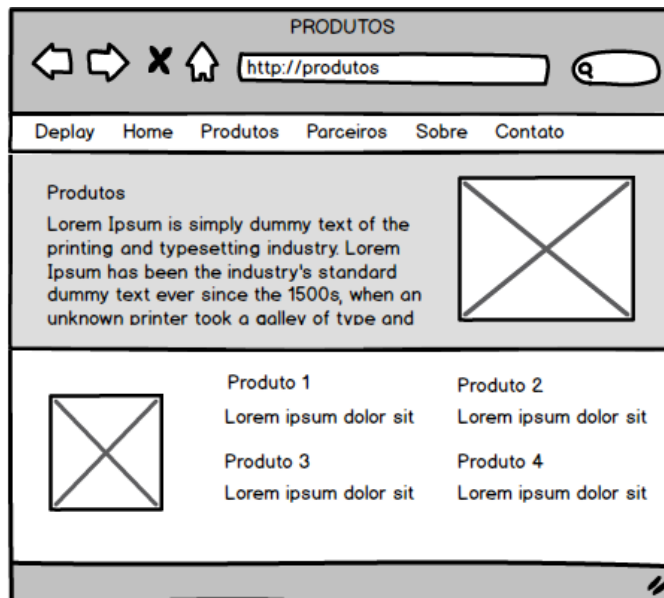 PRODUTOS
http://produtos
Deplay Home Produtos Parceiros Sobre Contato
Produtos
Lorem Ipsum is simply dummy text of the
printing and typesetting industry. Lorem
Ipsum has been the industry's standard
dummy text ever since the 1500s, when an
unknown printer took a galley of type and
Produto 1
Lorem ipsum dolor sit
Produto 2
Lorem ipsum dolor sit
Produto 3
Lorem ipsum dolor sit
Produto 4
Lorem ipsum dolor sit